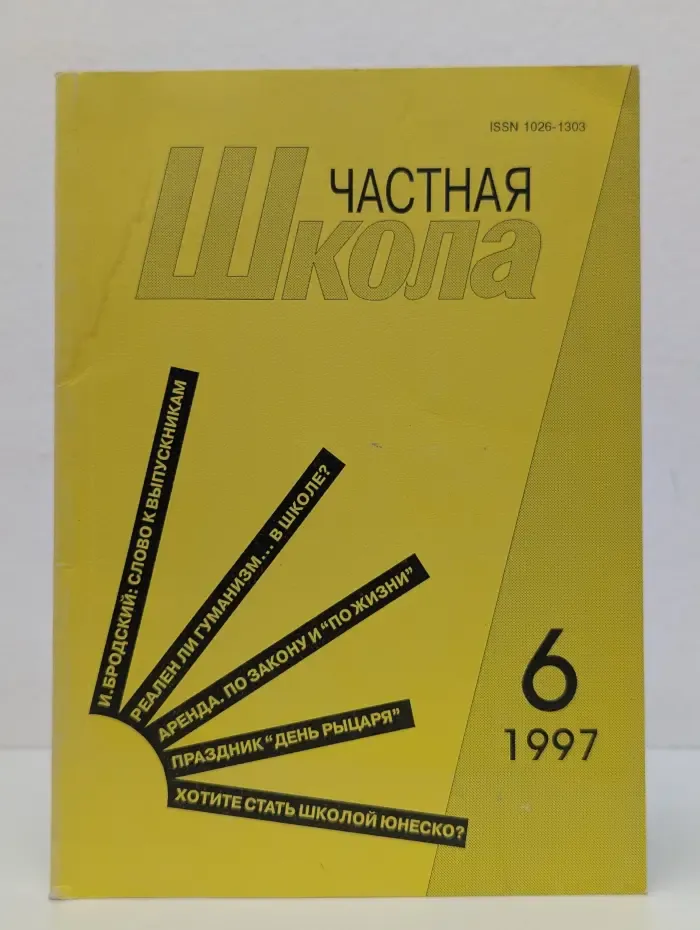 ISSN 1026-1303
ЧАСТНАЯ
Школа
И.БРОДСКИЙ: СЛОВО К ВЫПУСКНИКАМ
РЕАЛЕН ЛИ ГУМАНИЗМ... В ШКОЛЕ?
АРЕНДА. ПО ЗАКОНУ И "ПО ЖИЗНИ"
ПРАЗДНИК "ДЕНЬ РЫЦАРЯ"
ХОТИТЕ СТАТЬ ШКОЛОЙ ЮНЕСКО?
6
1997